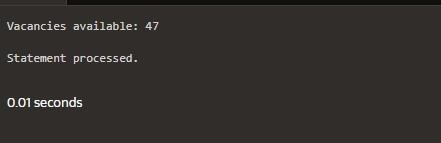 Vacancies available: 47
Statement processed.
0.01 seconds